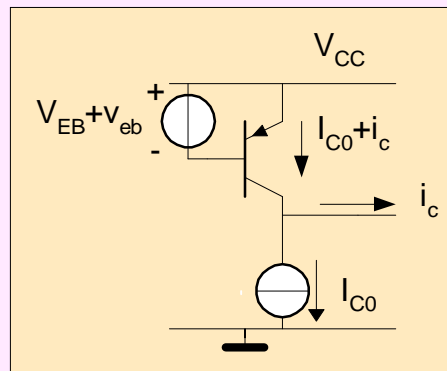 V_CC
+
V_EB+v_eb
-
I_C0+i_c
i_c
I_C0